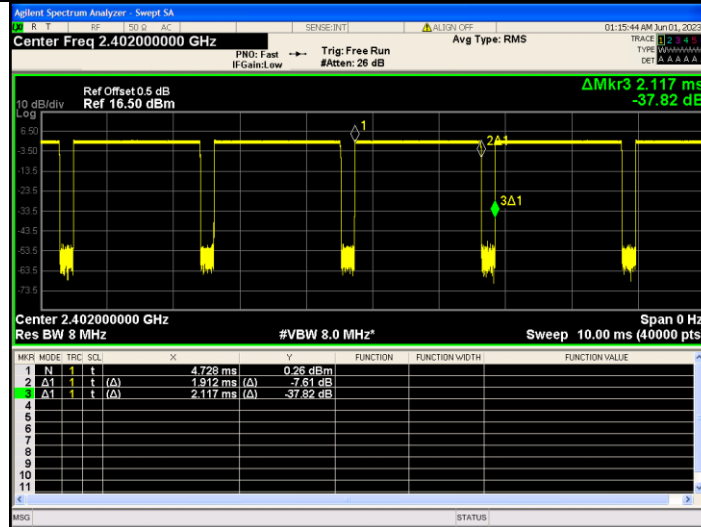 Agilent Spectrum Analyzer - Swept SA
R T RF 50 Ω AC SENSE:INT ALIGN OFF 01:15:44 AM Jun 01, 2023
Center Freq 2.402000000 GHz Avg Type: RMS TRACE 1 2 3 4 5
PNO: Fast Trig: Free Run TYPE
IFGain:Low #Atten: 26 dB DET A A A A A
Ref Offset 0.5 dB ΔMkr3 2.117 ms
10 dB/div Ref 16.50 dBm -37.82 dB
Log
6.50
-3.50
-13.5
-23.5
-33.5
-43.5
-53.5
-63.5
-73.5
1
2Δ1
3Δ1
Center 2.402000000 GHz Span 0 Hz
Res BW 8 MHz #VBW 8.0 MHz* Sweep 10.00 ms (40000 pts
MKR MODE TRC SCL X Y FUNCTION FUNCTION WIDTH FUNCTION VALUE
1 N 1 t 4.728 ms 0.26 dBm
2 Δ1 1 t (Δ) 1.912 ms (Δ) -7.61 dB
3 Δ1 1 t (Δ) 2.117 ms (Δ) -37.82 dB
4
5
6
7
8
9
10
11
MSG STATUS